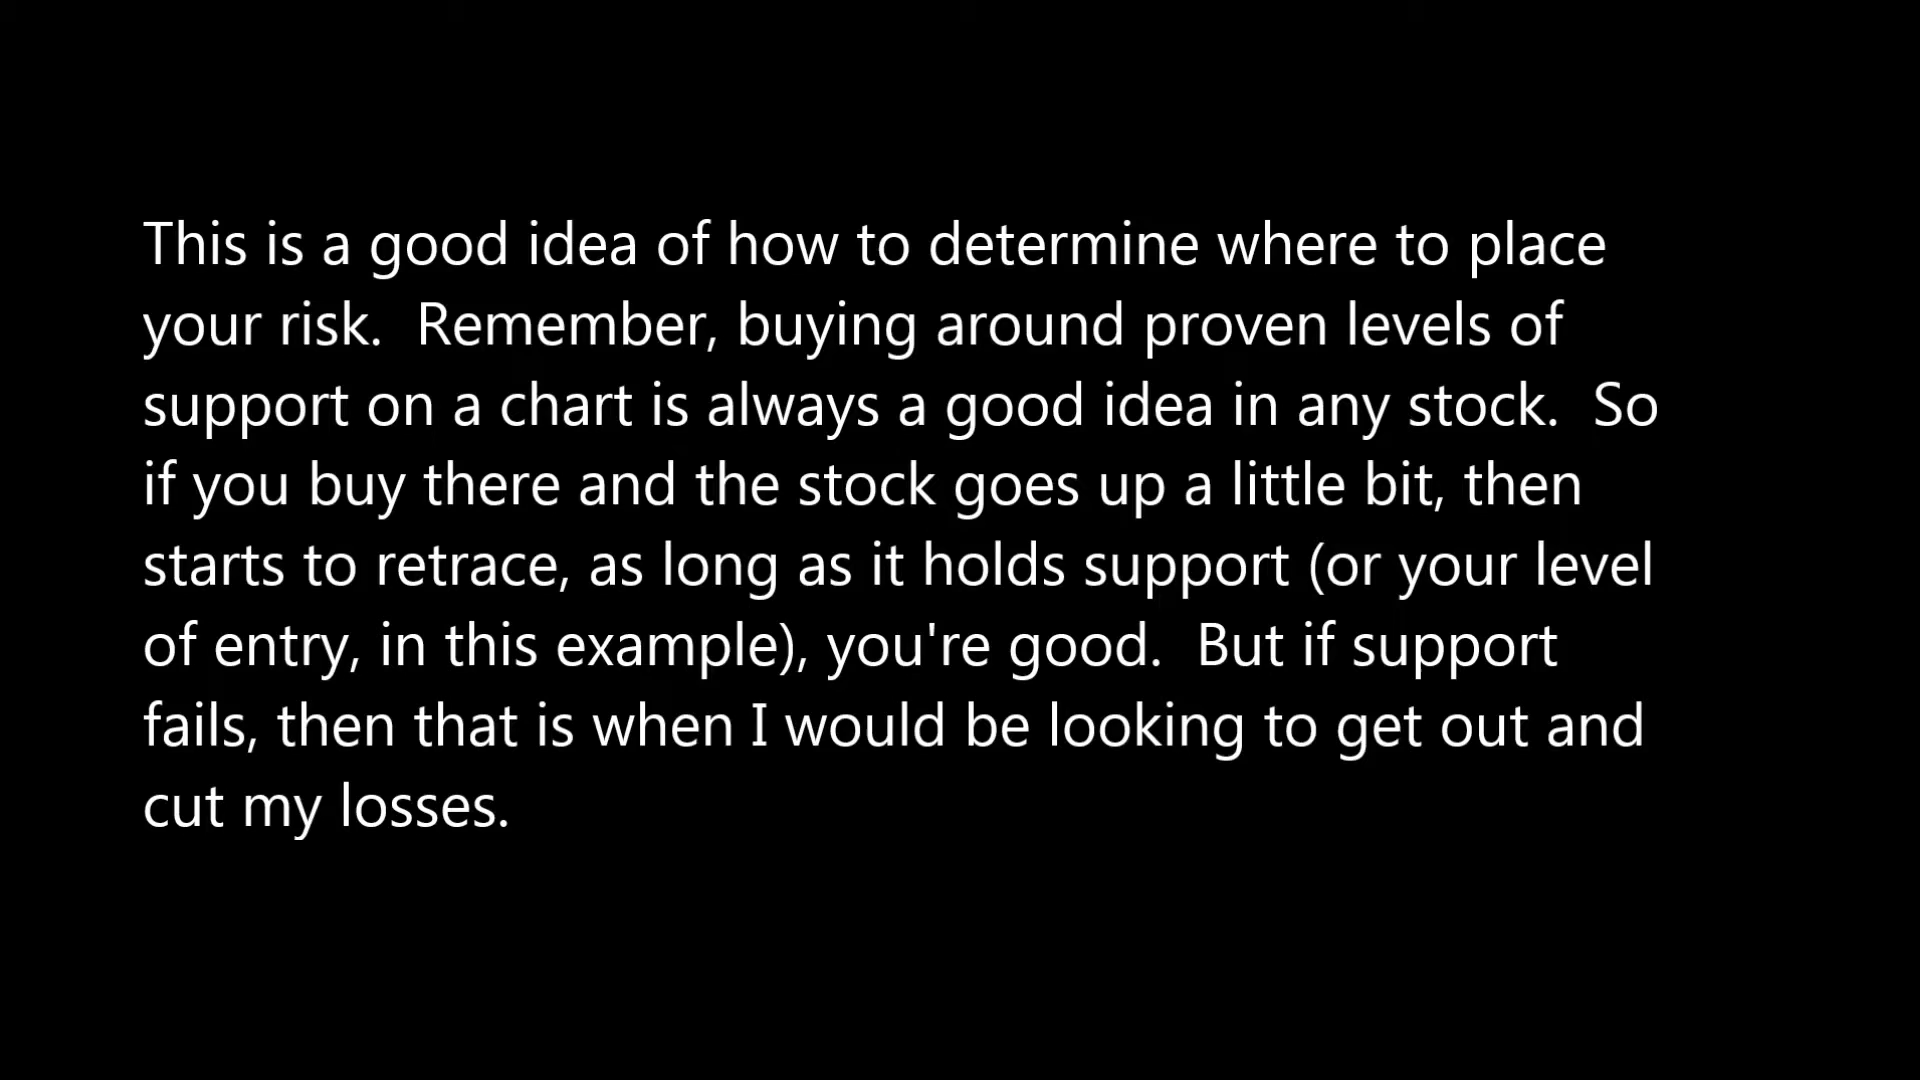 This is a good idea of how to determine where to place
your risk.  Remember, buying around proven levels of
support on a chart is always a good idea in any stock.  So
if you buy there and the stock goes up a little bit, then
starts to retrace, as long as it holds support (or your level
of entry, in this example), you're good.  But if support
fails, then that is when I would be looking to get out and
cut my losses.